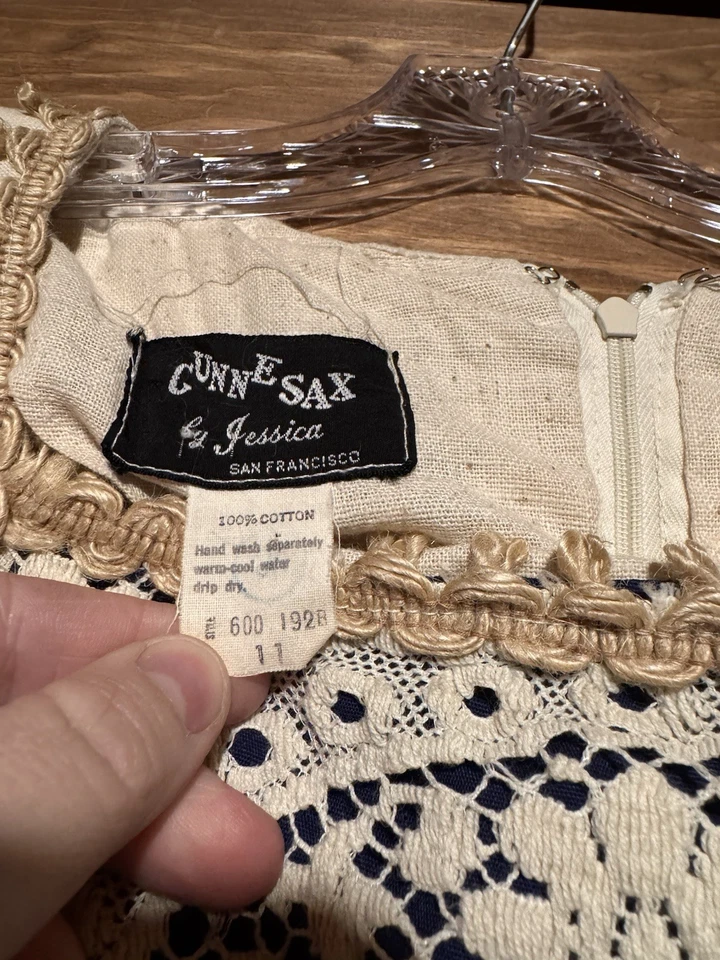 GUNNE SAX
by Jessica
SAN FRANCISCO
100% COTTON
Hand wash separately
warm-cool water
drip dry.
STYLE 600 192R
11